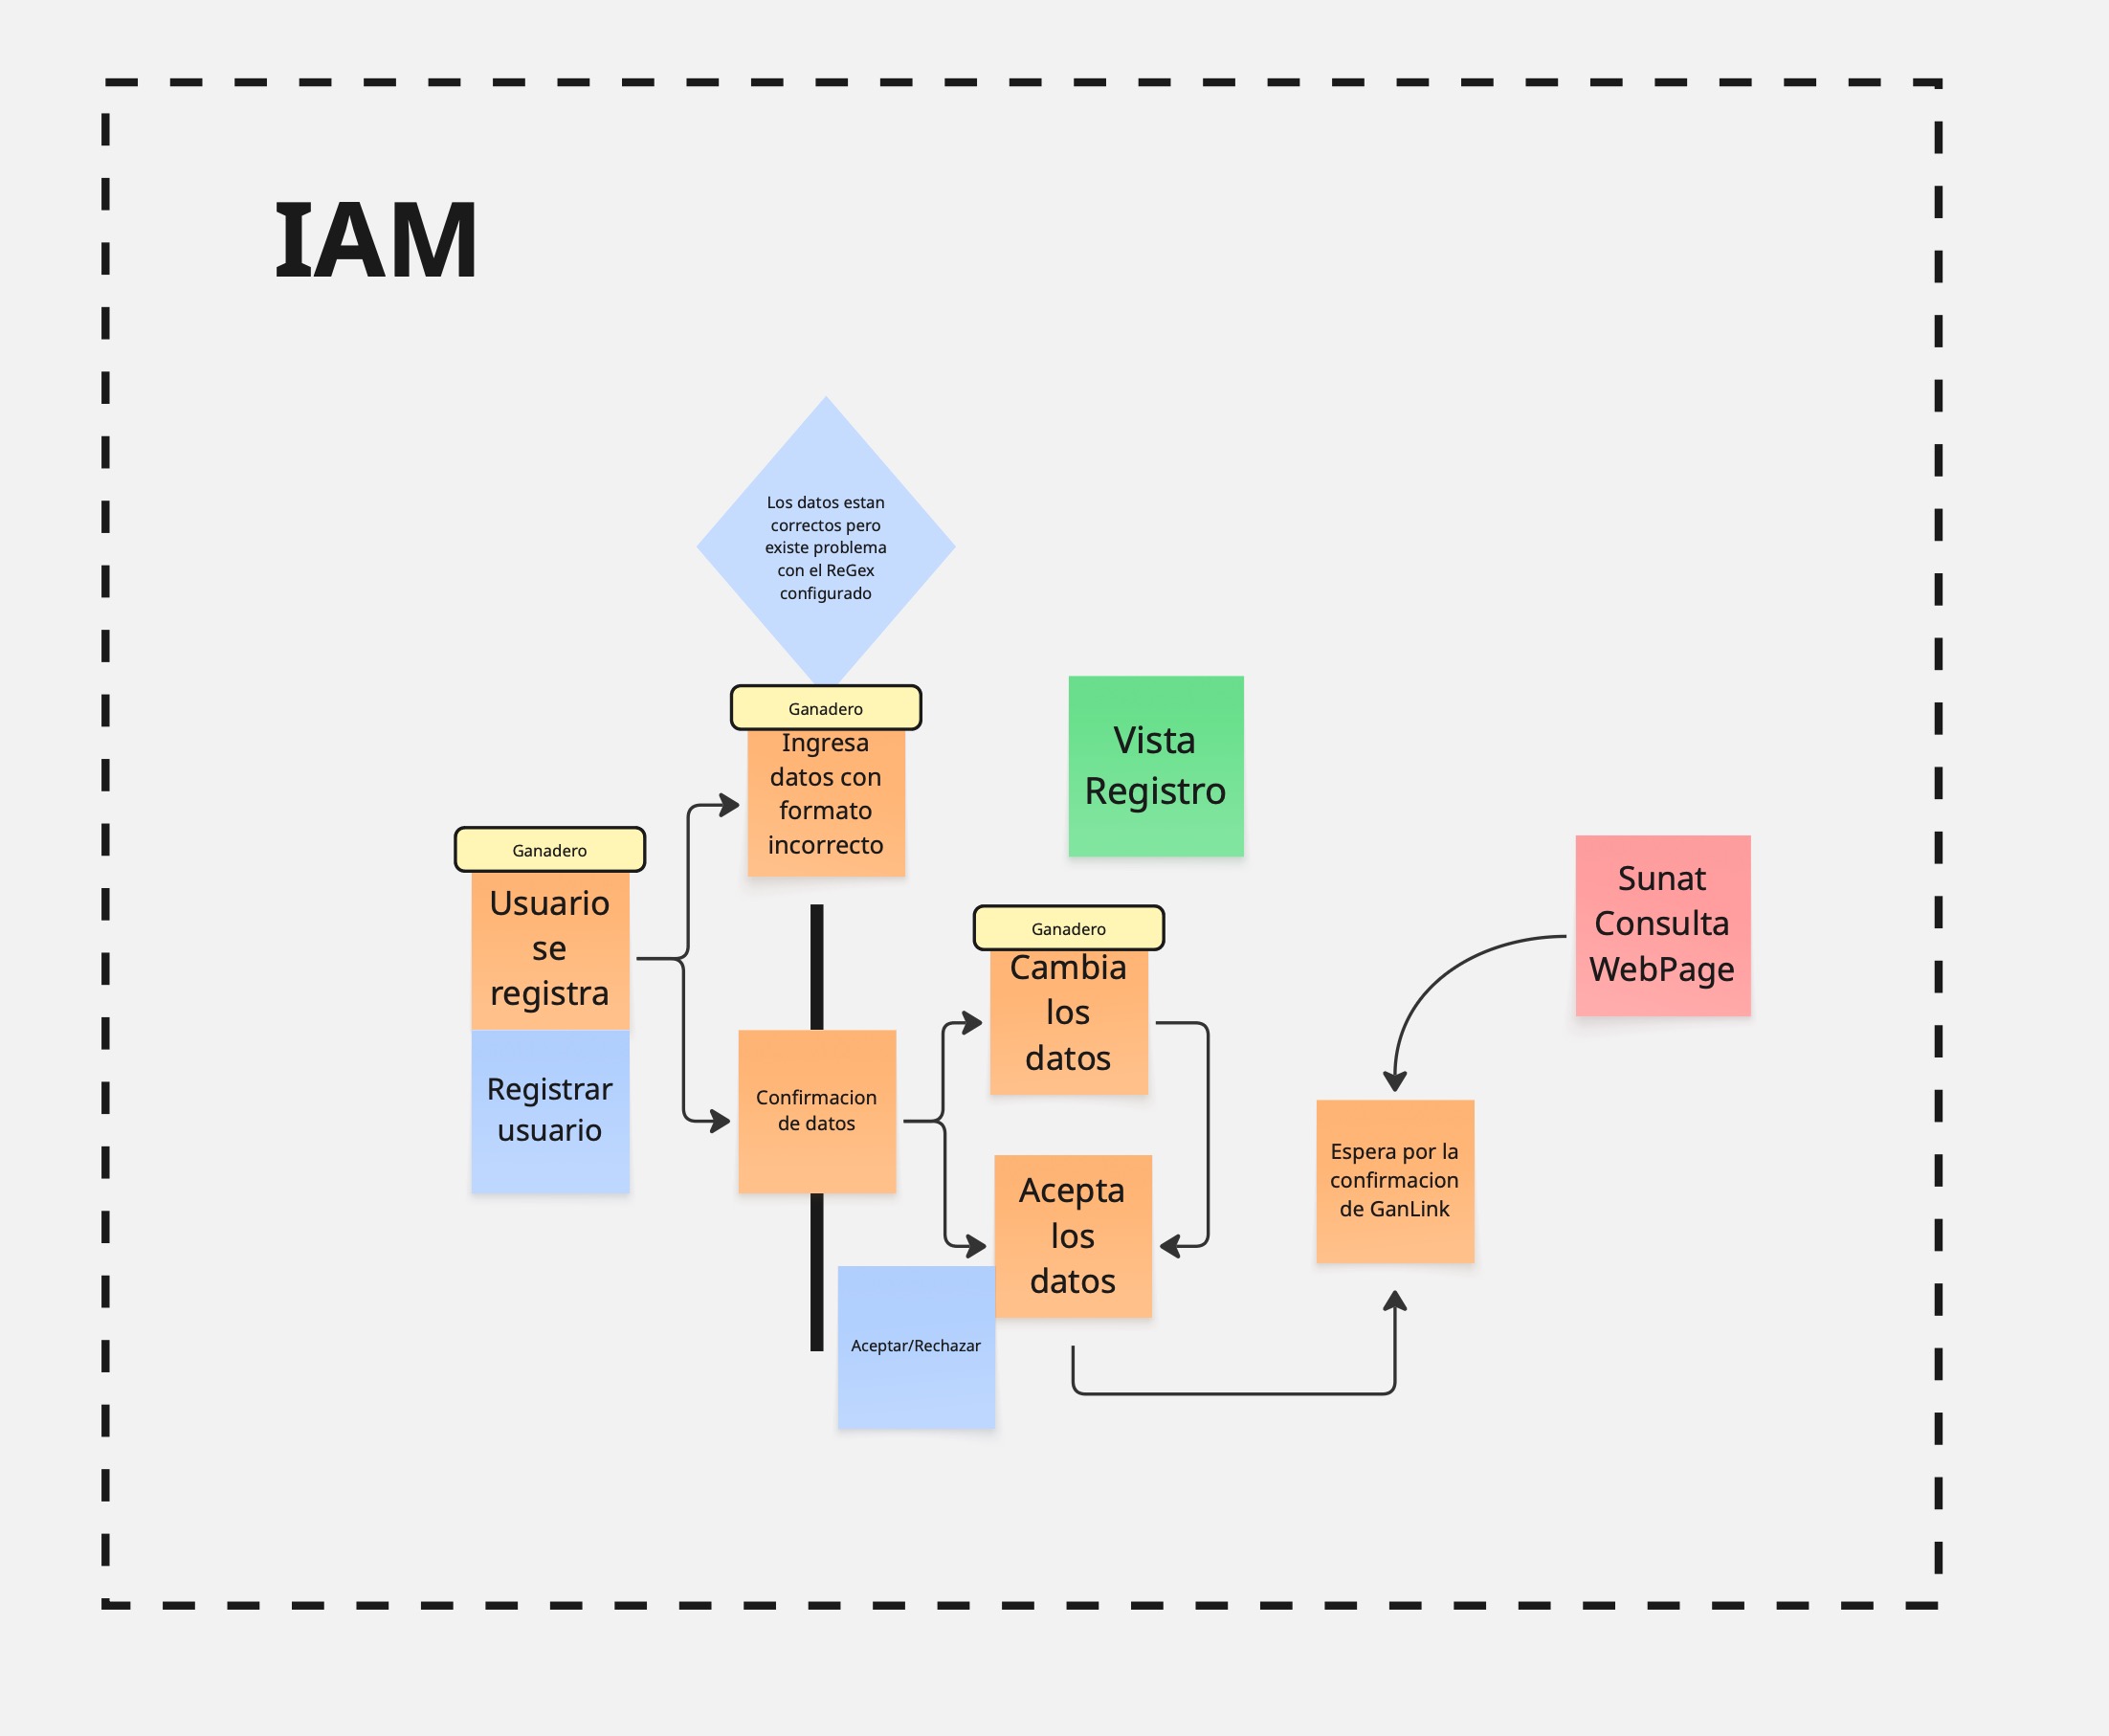 IAM
Los datos estan
correctos pero
existe problema
con el ReGex
configurado
Ganadero
Ingresa
datos con
formato
incorrecto
Vista
Registro
Ganadero
Usuario
se
registra
Registrar
usuario
Ganadero
Cambia
los
datos
Sunat
Consulta
WebPage
Confirmacion
de datos
Acepta
los
datos
Espera por la
confirmacion
de GanLink
Aceptar/Rechazar